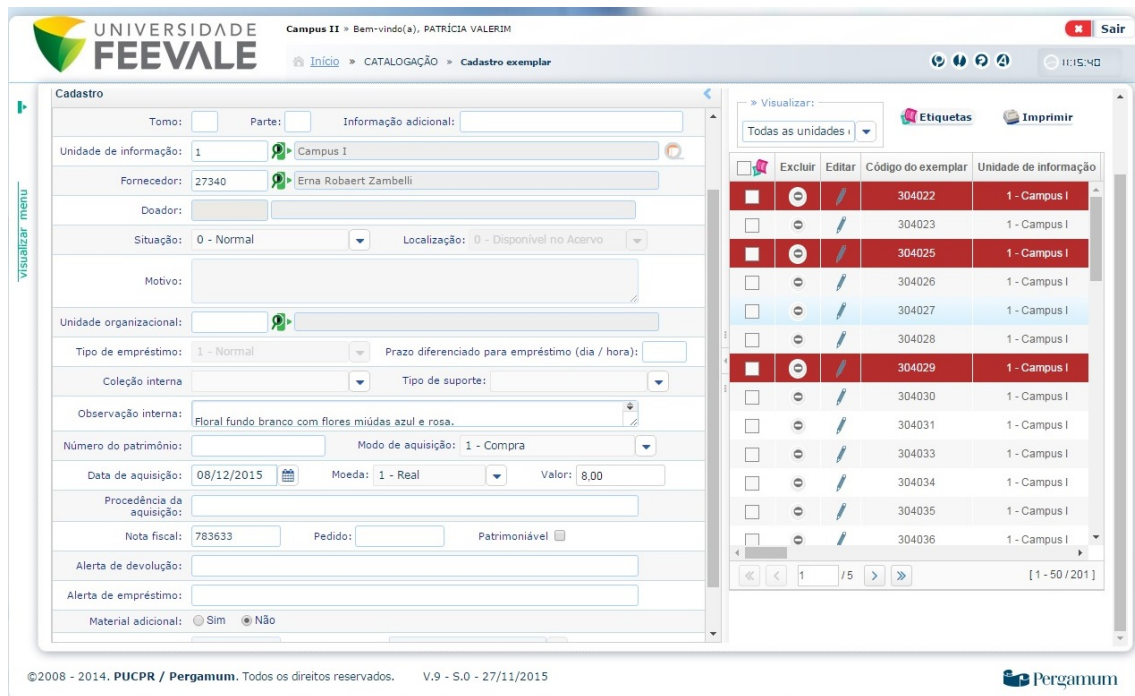 UNIVERSIDADE
FEEVALE
Campus II » Bem-vindo(a), PATRÍCIA VALERIM
Sair
Início » CATALOGAÇÃO » Cadastro exemplar
11:15:40
visualizar menu
Cadastro
Tomo: Parte: Informação adicional:
Unidade de informação: 1 Campus I
Fornecedor: 27340 Erna Robaert Zambelli
Doador:
Situação: 0 - Normal Localização: 0 - Disponível no Acervo
Motivo:
Unidade organizacional:
Tipo de empréstimo: 1 - Normal Prazo diferenciado para empréstimo (dia / hora):
Coleção interna Tipo de suporte:
Observação interna: Floral fundo branco com flores miúdas azul e rosa.
Número do patrimônio: Modo de aquisição: 1 - Compra
Data de aquisição: 08/12/2015 Moeda: 1 - Real Valor: 8,00
Procedência da
aquisição:
Nota fiscal: 783633 Pedido: Patrimoniável
Alerta de devolução:
Alerta de empréstimo:
Material adicional: Sim Não
» Visualizar:
Todas as unidades
Etiquetas Imprimir
Excluir Editar Código do exemplar Unidade de informação
304022 1 - Campus I
304023 1 - Campus I
304025 1 - Campus I
304026 1 - Campus I
304027 1 - Campus I
304028 1 - Campus I
304029 1 - Campus I
304030 1 - Campus I
304031 1 - Campus I
304033 1 - Campus I
304034 1 - Campus I
304035 1 - Campus I
304036 1 - Campus I
1 / 5 [ 1 - 50 / 201 ]
©2008 - 2014. PUCPR / Pergamum. Todos os direitos reservados. V.9 - S.0 - 27/11/2015
Pergamum